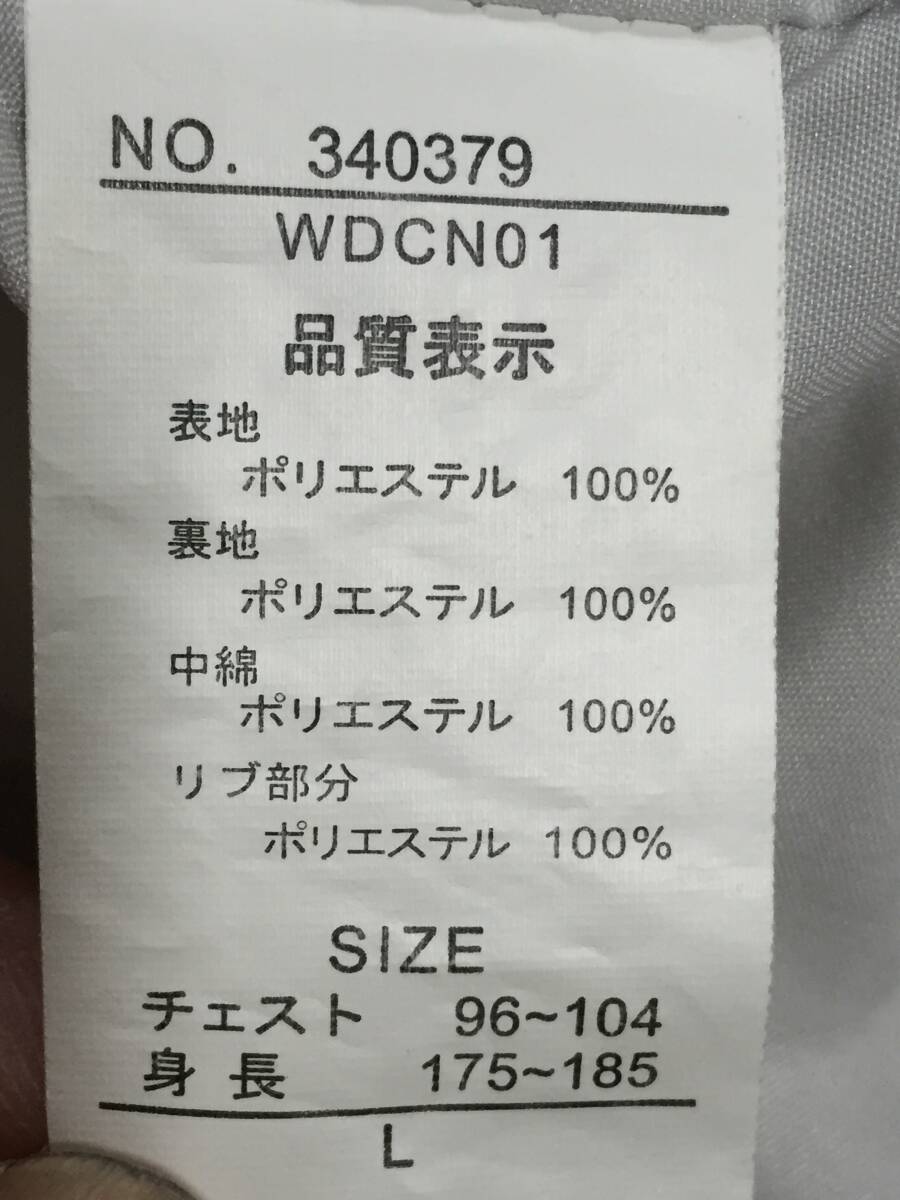 NO. 340379
WDCN01
品質表示
表地
ポリエステル 100%
裏地
ポリエステル 100%
中綿
ポリエステル 100%
リブ部分
ポリエステル 100%
SIZE
チェスト 96~104
身長 175~185
L